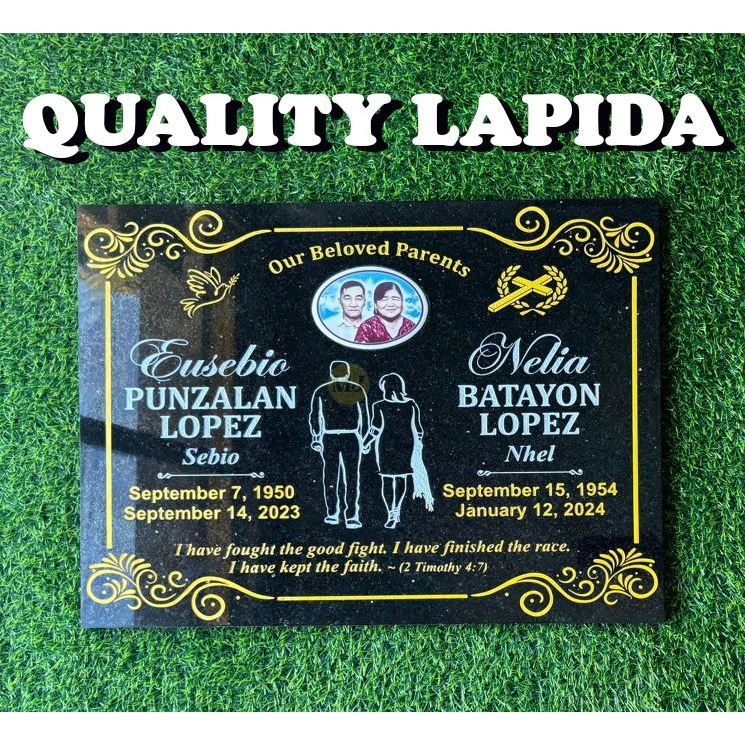 QUALITY LAPIDA
Our Beloved Parents
Eusebio
PUNZALAN
LOPEZ
Sebio
September 7, 1950
September 14, 2023
Nelia
BATAYON
LOPEZ
Nhel
September 15, 1954
January 12, 2024
I have fought the good fight. I have finished the race.
I have kept the faith. ~ (2 Timothy 4:7)